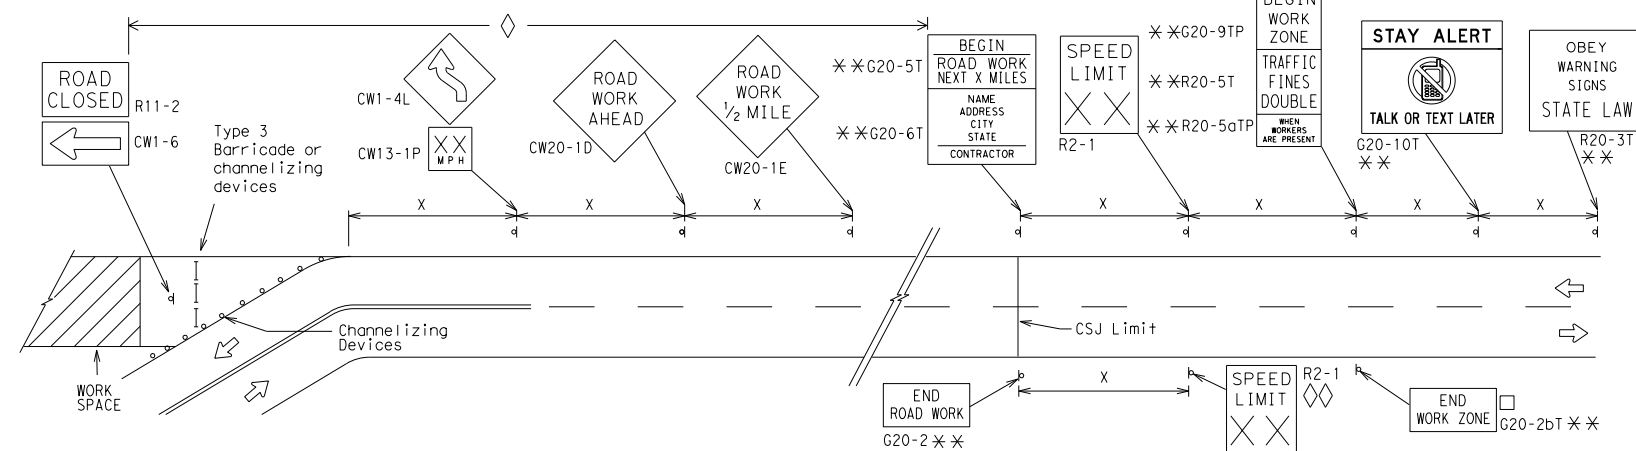 ROAD
CLOSED
R11-2
CW1-6
Type 3
Barricade or
channelizing
devices
CW1-4L
XX
MPH
CW13-1P
ROAD
WORK
AHEAD
CW20-1D
ROAD
WORK
1/2 MILE
CW20-1E
**G20-5T
BEGIN
ROAD WORK
NEXT X MILES
**G20-6T
NAME
ADDRESS
CITY
STATE
CONTRACTOR
SPEED
LIMIT
XX
R2-1
**G20-9TP
BEGIN
WORK
ZONE
**R20-5T
TRAFFIC
FINES
DOUBLE
**R20-5aTP
WHEN
WORKERS
ARE PRESENT
STAY ALERT
TALK OR TEXT LATER
G20-10T
**
OBEY
WARNING
SIGNS
STATE LAW
R20-3T
**
X
X
X
X
X
X
X
Channelizing
Devices
CSJ Limit
WORK
SPACE
END
ROAD WORK
G20-2**
X
SPEED
LIMIT
XX
R2-1
END
WORK ZONE
G20-2bT**